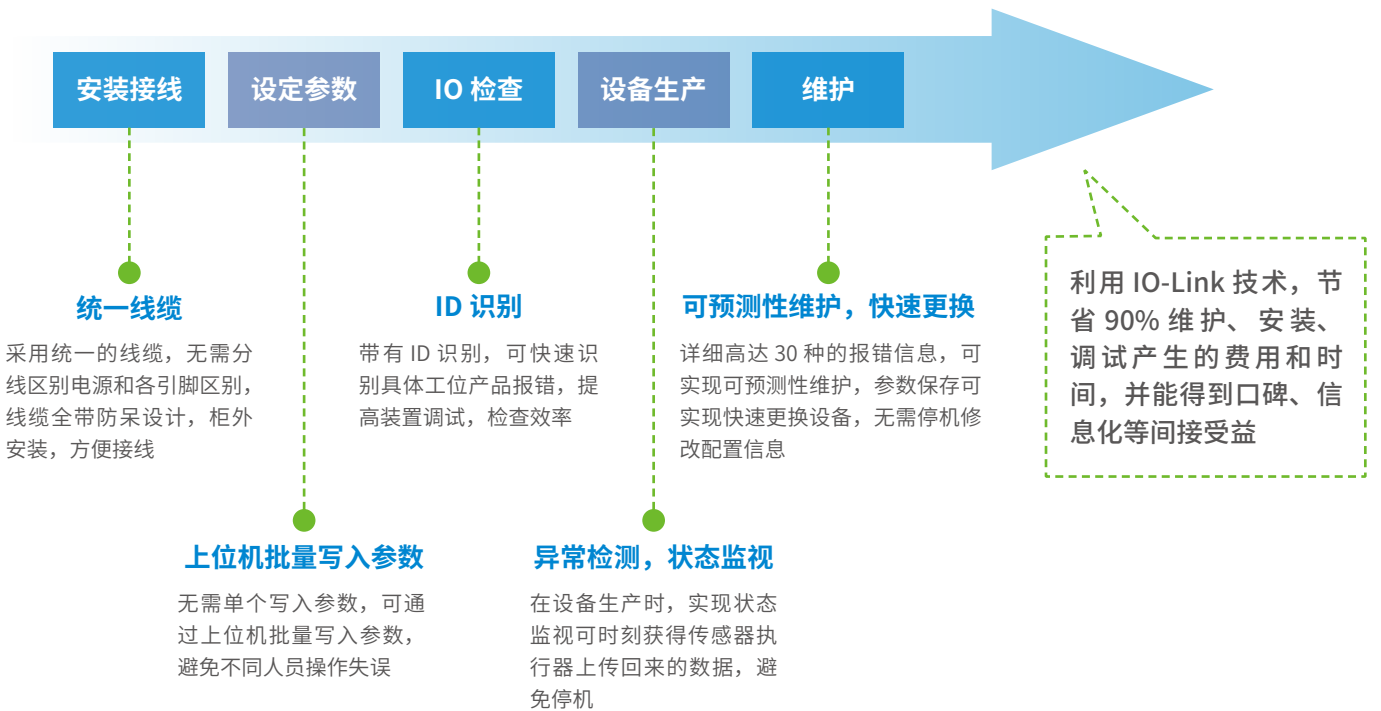 安装接线
设定参数
IO 检查
设备生产
维护
统一线缆
采用统一的线缆，无需分
线区别电源和各引脚区别，
线缆全带防呆设计，柜外
安装，方便接线
ID 识别
带有 ID 识别，可快速识
别具体工位产品报错，提
高装置调试，检查效率
可预测性维护，快速更换
详细高达 30 种的报错信息，可
实现可预测性维护，参数保存可
实现快速更换设备，无需停机修
改配置信息
利用 IO-Link 技术，节
省 90% 维护、安装、
调试产生的费用和时
间，并能得到口碑、信
息化等间接受益
上位机批量写入参数
无需单个写入参数，可通
过上位机批量写入参数，
避免不同人员操作失误
异常检测，状态监视
在设备生产时，实现状态
监视可时刻获得传感器执
行器上传回来的数据，避
免停机